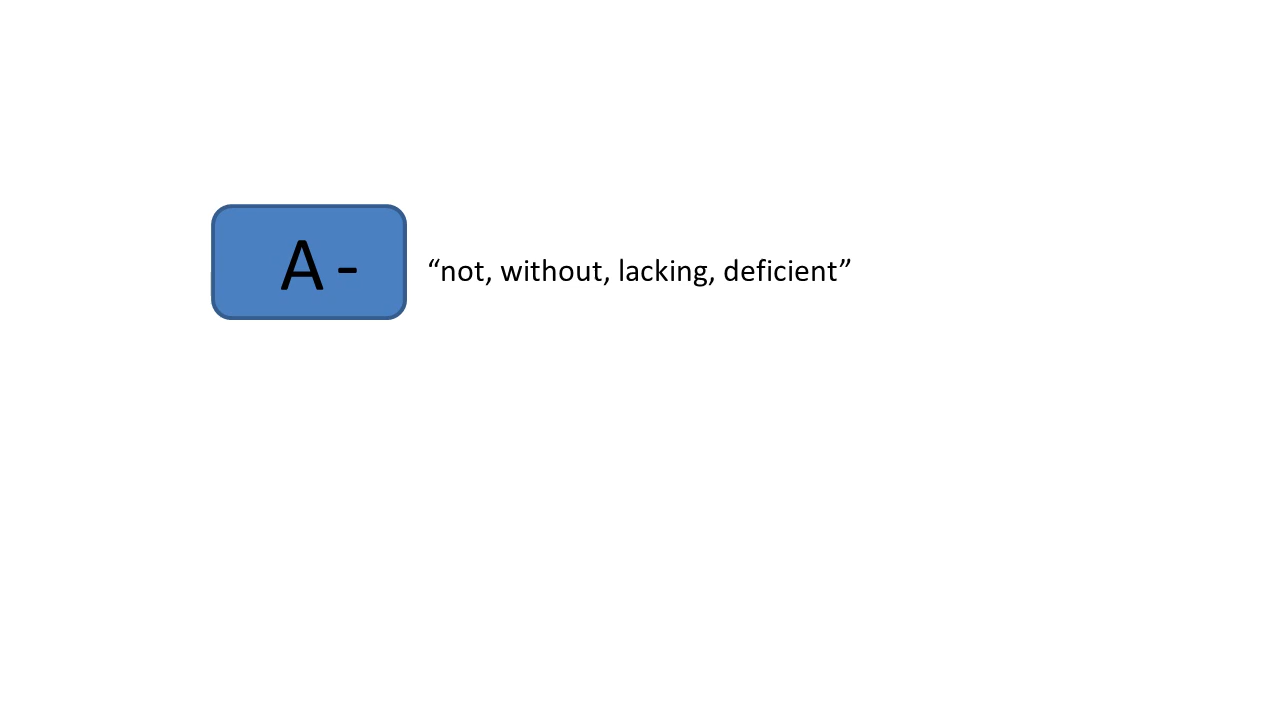 A - “not, without, lacking, deficient”